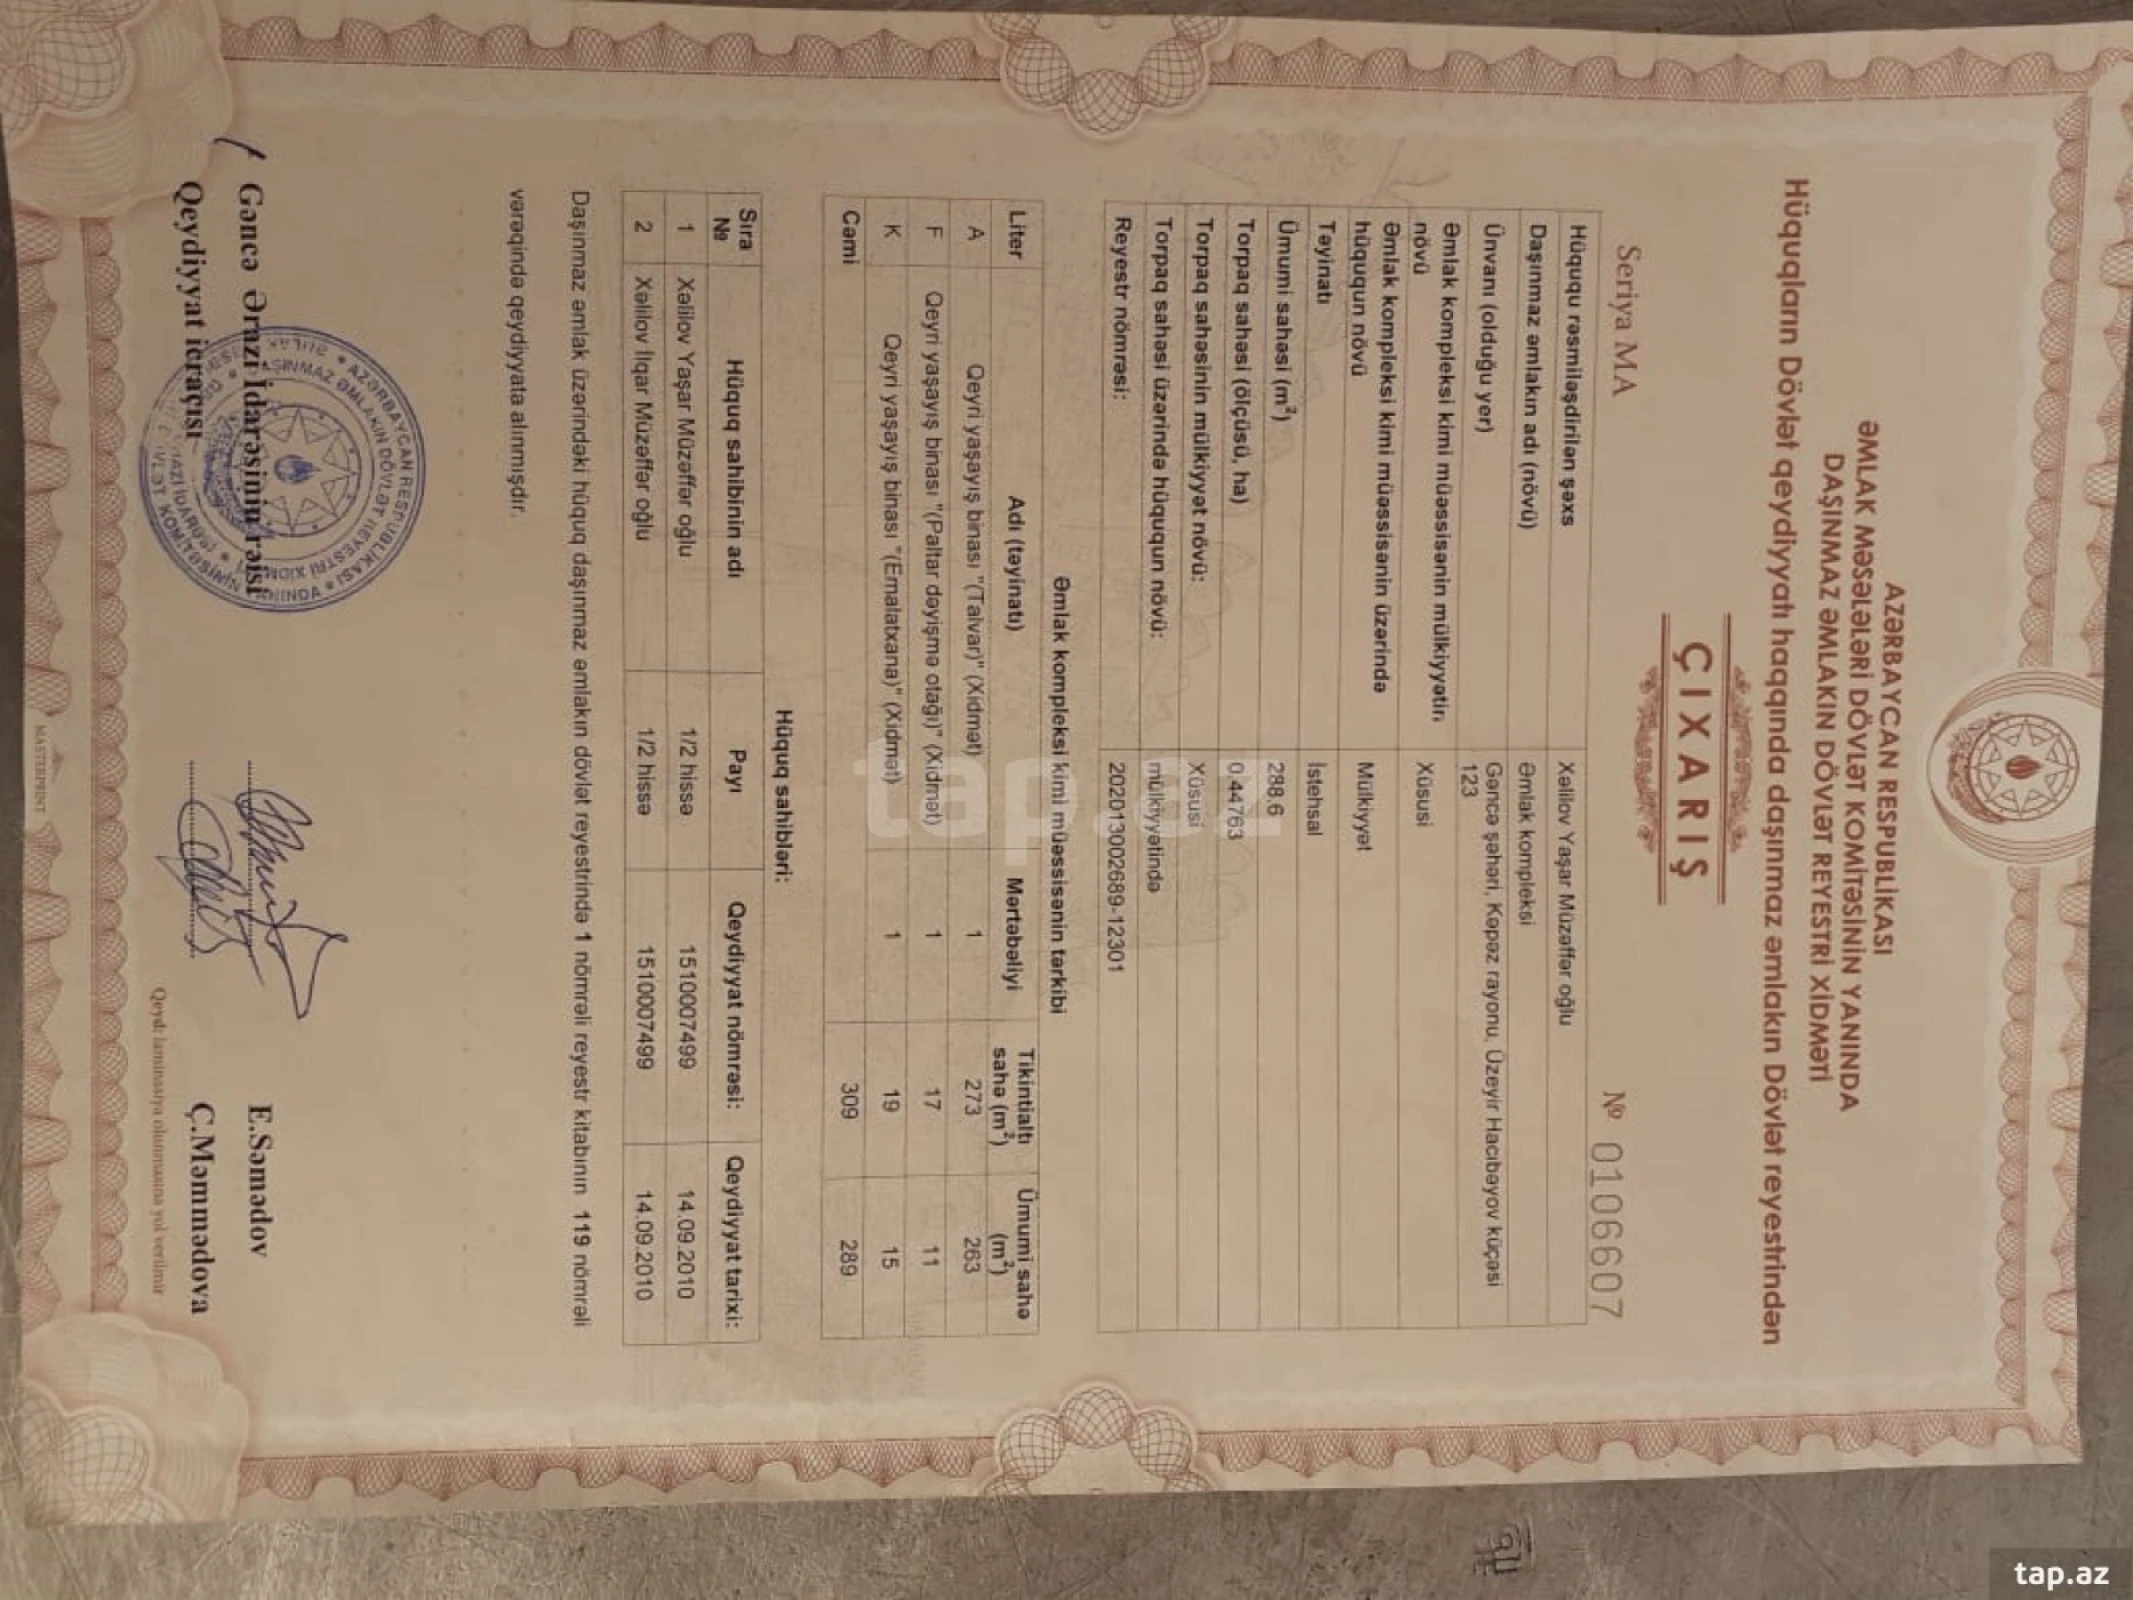 AZƏRBAYCAN RESPUBLİKASI
ƏMLAK MƏSƏLƏLƏRİ DÖVLƏT KOMİTƏSİNİN YANINDA
DAŞINMAZ ƏMLAKIN DÖVLƏT REYESTRİ XİDMƏTİ
Hüquqların Dövlət qeydiyyatı haqqında daşınmaz əmlakın Dövlət reyestrindən
ÇIXARIŞ
Seriya MA № 0106607
Hüququ rəsmiləşdirilən şəxs Xəlilov Yaşar Müzəffər oğlu
Daşınmaz əmlakın adı (növü) Əmlak kompleksi
Ünvanı (olduğu yer) Gəncə şəhəri, Kəpəz rayonu, Üzeyir Hacıbəyov küçəsi
123
Əmlak kompleksi kimi müəssisənin mülkiyyətin
növü Xüsusi
Əmlak kompleksi kimi müəssisənin üzərində
hüququn növü Mülkiyyət
Təyinatı İstehsal
Ümumi sahəsi (m²) 288.6
Torpaq sahəsi (ölçüsü, ha) 0.44763
Torpaq sahəsinin mülkiyyət növü: Xüsusi
Torpaq sahəsi üzərində hüququn növü: mülkiyyətində
Reyestr nömrəsi: 202013002689-12301
Əmlak kompleksi kimi müəssisənin tərkibi
Liter Adı (təyinatı) Mərtəbəliyi Tikintialtı sahə (m²) Ümumi sahə (m²)
A Qeyri yaşayış binası "(Talvar)" (Xidmət) 1 273 263
F Qeyri yaşayış binası "(Paltar dəyişmə otağı)" (Xidmət) 1 17 11
K Qeyri yaşayış binası "(Emalatxana)" (Xidmət) 1 19 15
Cəmi 309 289
Hüquq sahibləri:
Sıra № Hüquq sahibinin adı Payı Qeydiyyat nömrəsi: Qeydiyyat tarixi:
1 Xəlilov Yaşar Müzəffər oğlu 1/2 hissə 1510007499 14.09.2010
2 Xəlilov İlqar Müzəffər oğlu 1/2 hissə 1510007499 14.09.2010
Daşınmaz əmlak üzərindəki hüquq daşınmaz əmlakın dövlət reyestrində 1 nömrəli reyestr kitabının 119 nömrəli
vərəqində qeydiyyata alınmışdır.
Gəncə Ərazi İdarəsinin rəisi E.Səmədov
Qeydiyyat icraçısı Ç.Məmmədova
Qeyd: laminasiya olunmasına yol verilmir
MASTERPRINT
tap.az
tap.az